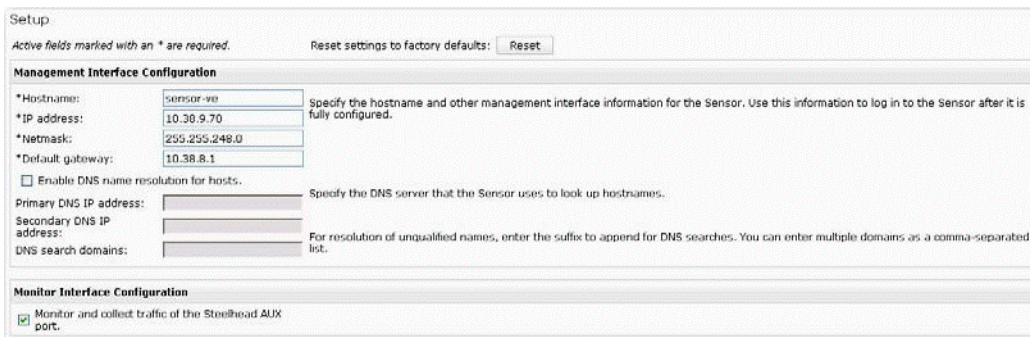 Setup
Active fields marked with an * are required. Reset settings to factory defaults: Reset
Management Interface Configuration
*Hostname: sensor-ve
Specify the hostname and other management interface information for the Sensor. Use this information to log in to the Sensor after it is
fully configured.
*IP address: 10.38.9.70
*Netmask: 255.255.248.0
*Default gateway: 10.38.8.1
Enable DNS name resolution for hosts.
Primary DNS IP address:
Specify the DNS server that the Sensor uses to look up hostnames.
Secondary DNS IP
address:
DNS search domains:
For resolution of unqualified names, enter the suffix to append for DNS searches. You can enter multiple domains as a comma-separated
list.
Monitor Interface Configuration
Monitor and collect traffic of the Steelhead AUX
port.